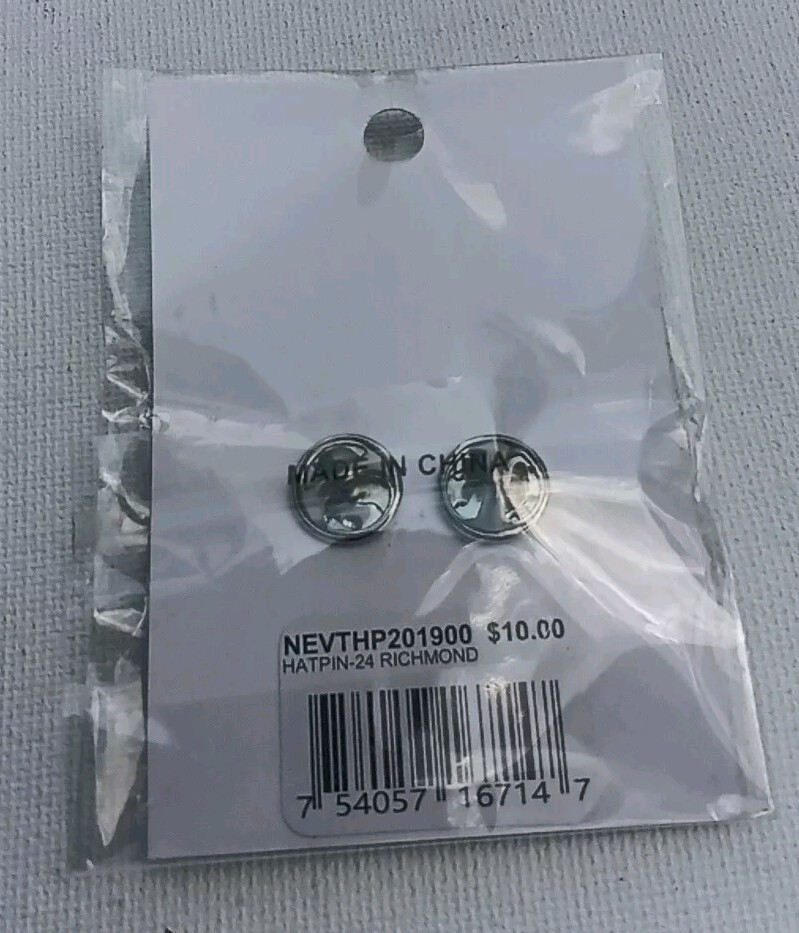 MADE IN CHINA
NEVTHP201900 $10.00
HATPIN-24 RICHMOND
7 54057 16714 7